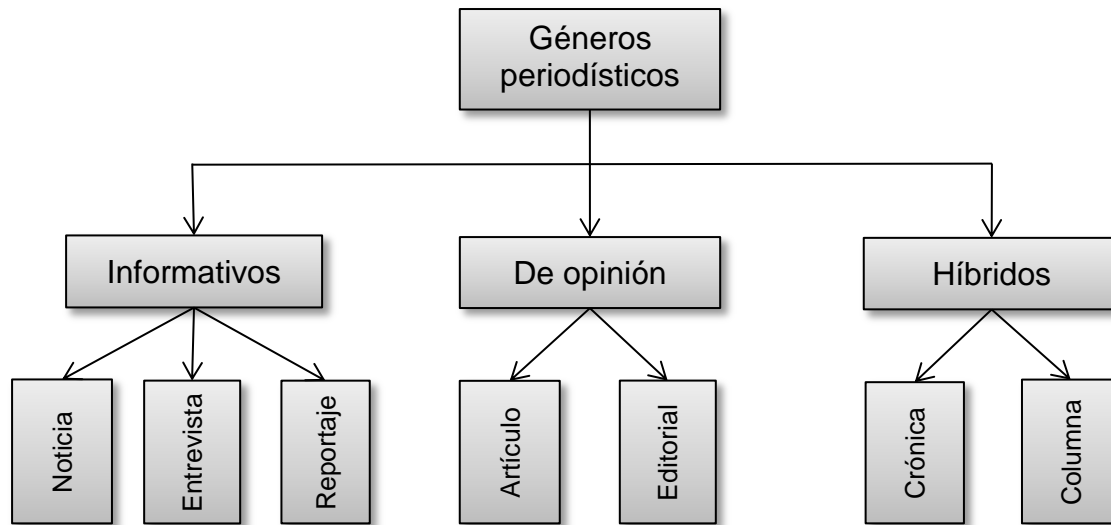 Géneros
periodísticos
Informativos
De opinión
Híbridos
Noticia
Entrevista
Reportaje
Artículo
Editorial
Crónica
Columna